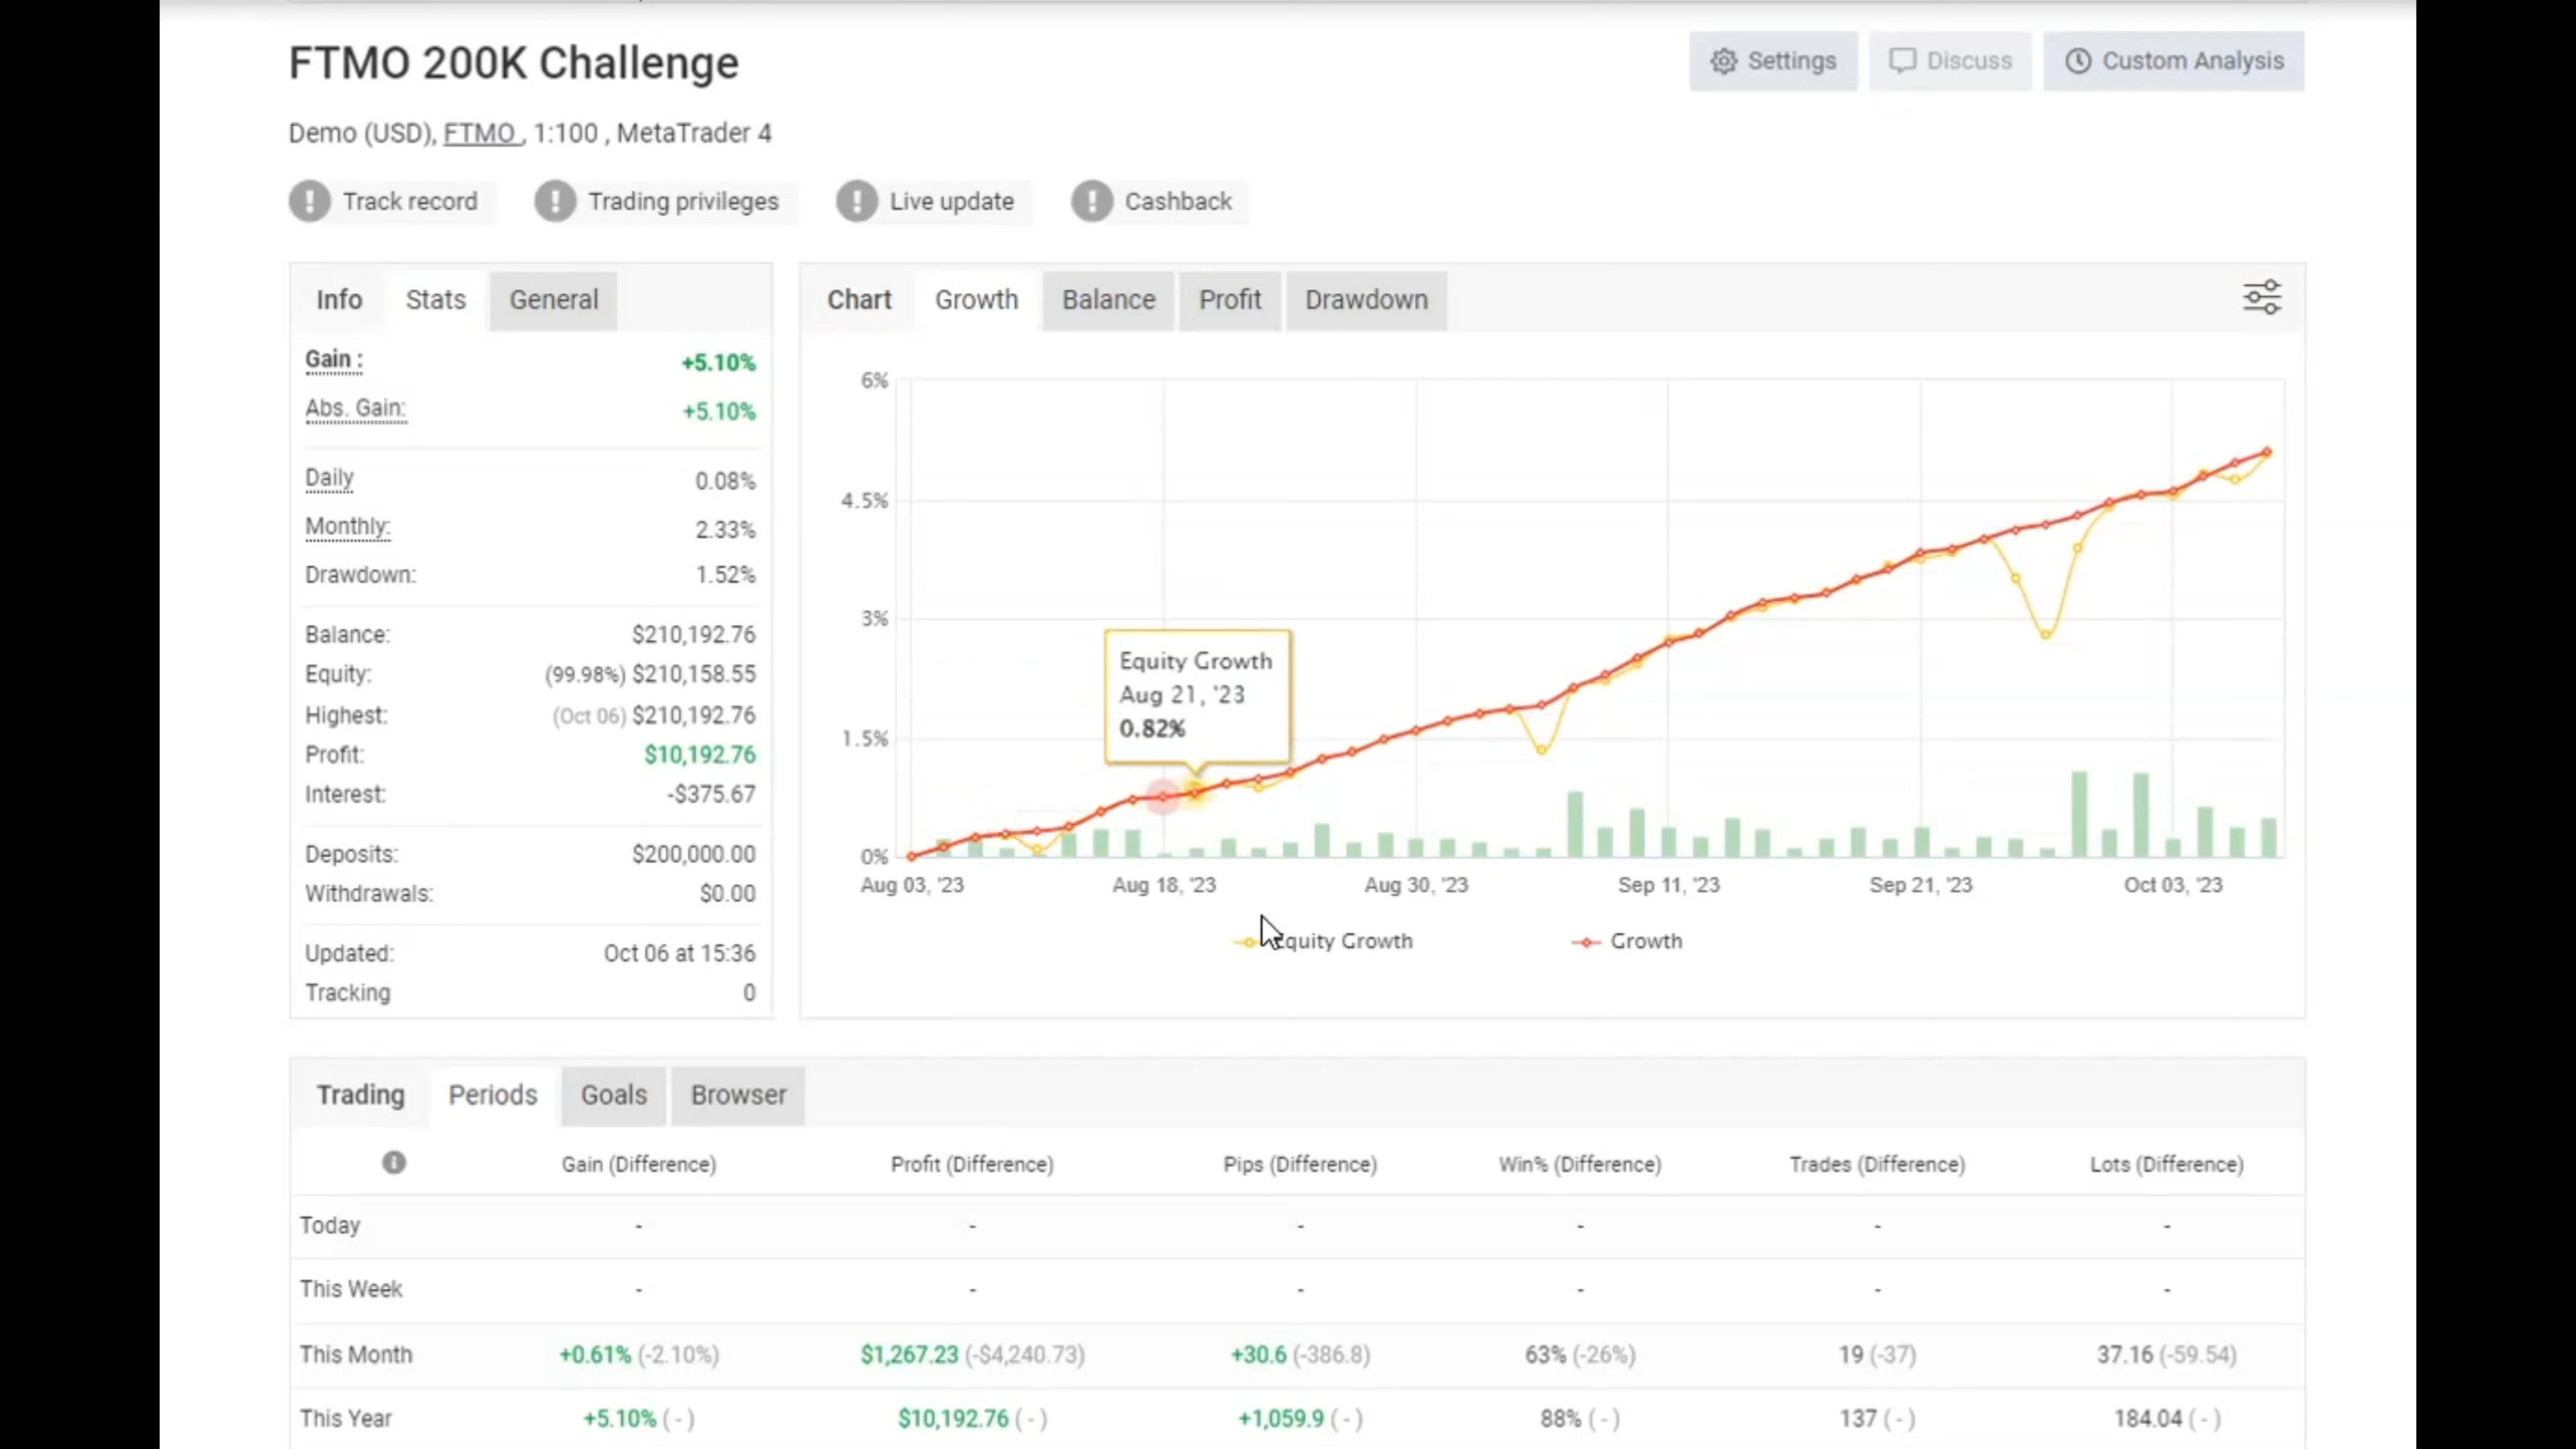 FTMO 200K Challenge
Settings
Discuss
Custom Analysis
Demo (USD), FTMO , 1:100 , MetaTrader 4
Track record
Trading privileges
Live update
Cashback
Info Stats General
Gain : +5.10%
Abs. Gain: +5.10%
Daily 0.08%
Monthly: 2.33%
Drawdown: 1.52%
Balance: $210,192.76
Equity: (99.98%) $210,158.55
Highest: (Oct 06) $210,192.76
Profit: $10,192.76
Interest: -$375.67
Deposits: $200,000.00
Withdrawals: $0.00
Updated: Oct 06 at 15:36
Tracking 0
Chart Growth Balance Profit Drawdown
6%
4.5%
3%
1.5%
0%
Equity Growth
Aug 21, '23
0.82%
Aug 03, '23 Aug 18, '23 Aug 30, '23 Sep 11, '23 Sep 21, '23 Oct 03, '23
Equity Growth Growth
Trading Periods Goals Browser
Gain (Difference) Profit (Difference) Pips (Difference) Win% (Difference) Trades (Difference) Lots (Difference)
Today - - - - - -
This Week - - - - - -
This Month +0.61% (-2.10%) $1,267.23 (-$4,240.73) +30.6 (-386.8) 63% (-26%) 19 (-37) 37.16 (-59.54)
This Year +5.10% ( - ) $10,192.76 ( - ) +1,059.9 ( - ) 88% ( - ) 137 ( - ) 184.04 ( - )